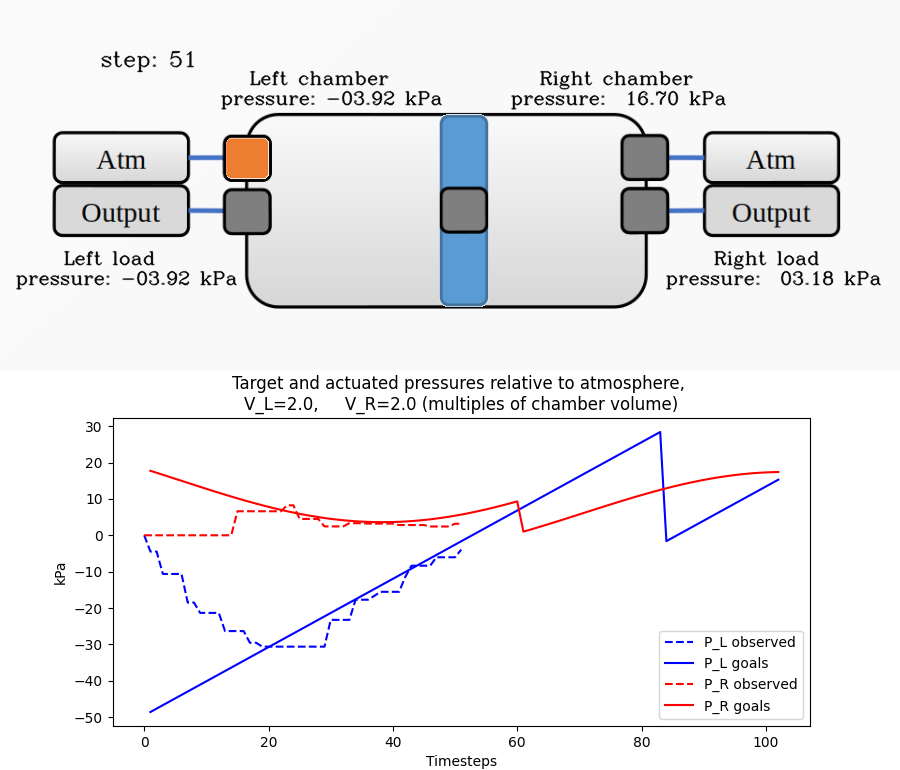 step: 51
Left chamber
pressure: −03.92 kPa
Right chamber
pressure: 16.70 kPa
Atm
Output
Atm
Output
Left load
pressure: −03.92 kPa
Right load
pressure: 03.18 kPa
Target and actuated pressures relative to atmosphere,
V_L=2.0, V_R=2.0 (multiples of chamber volume)
30
20
10
0
−10
−20
−30
−40
−50
kPa
P_L observed
P_L goals
P_R observed
P_R goals
0 20 40 60 80 100
Timesteps